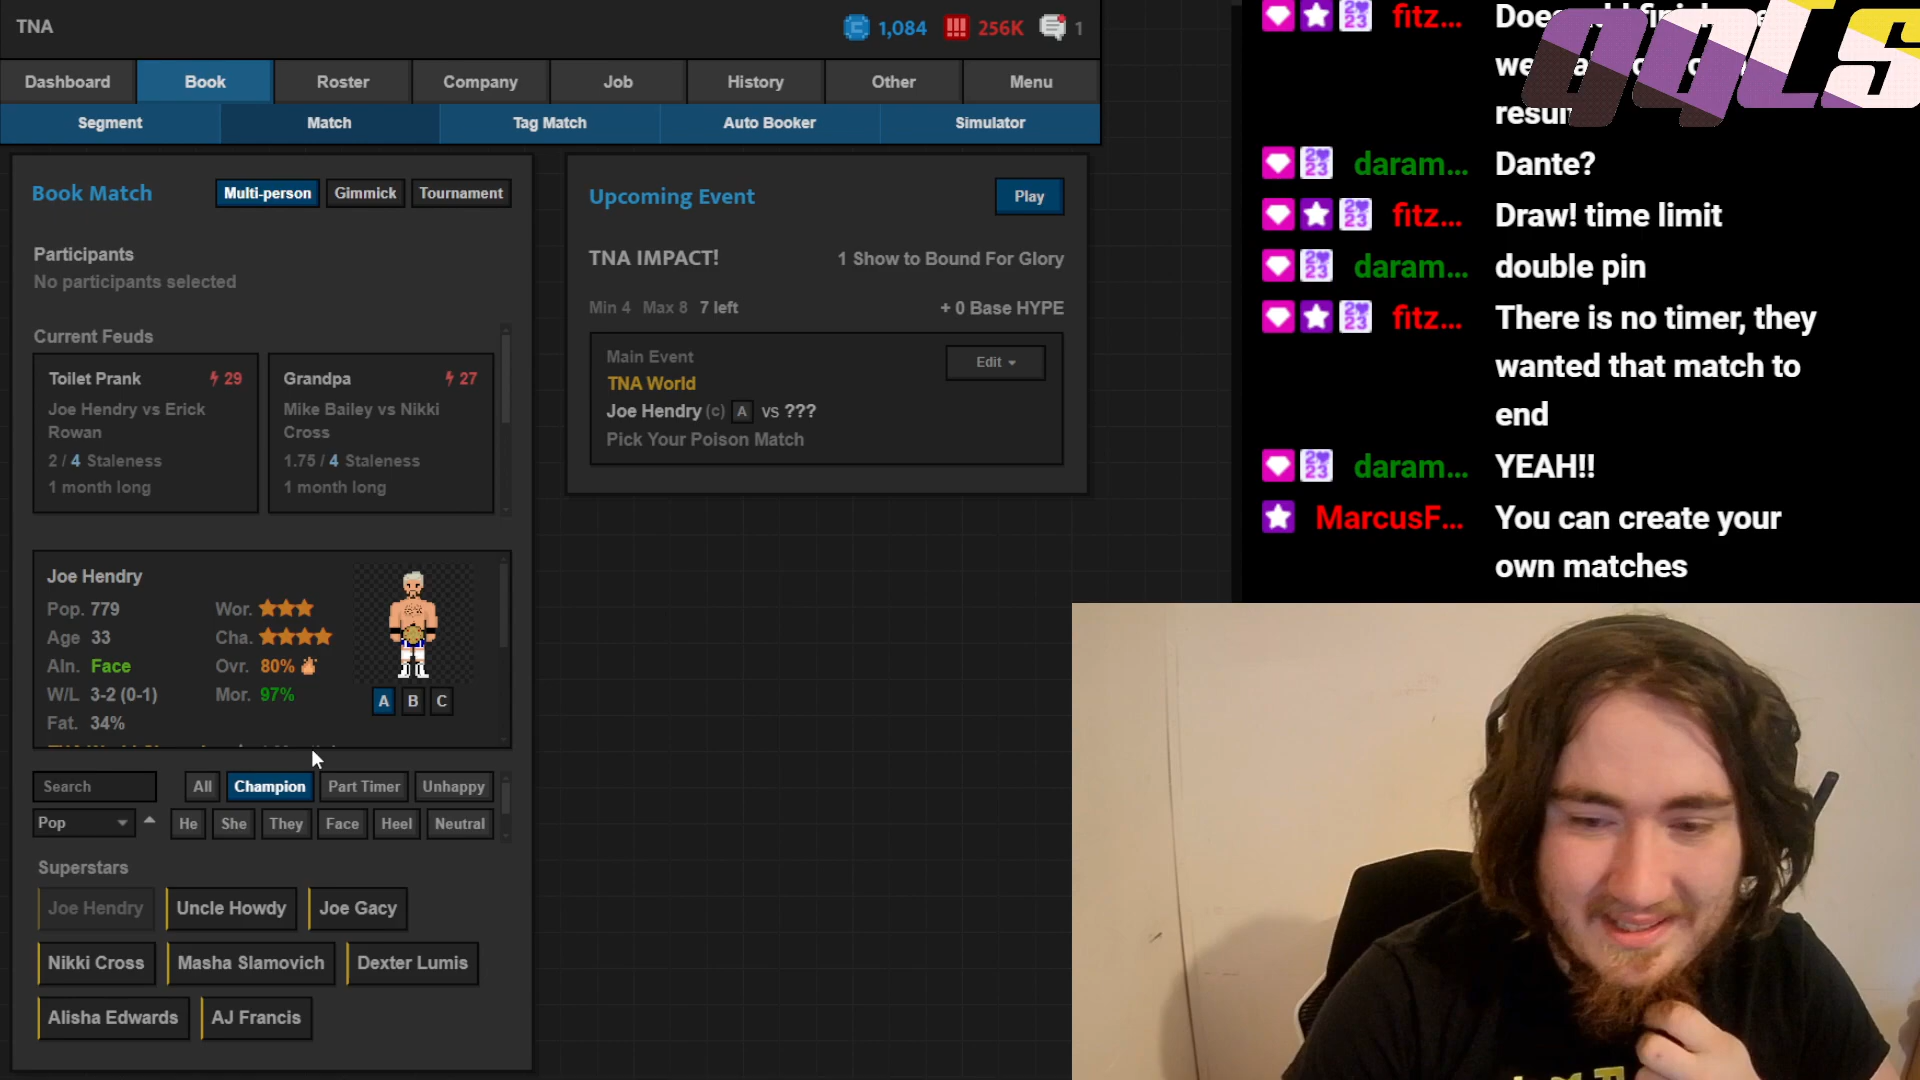 TNA
1,084
256K
1
Dashboard
Book
Roster
Company
Job
History
Other
Menu
Segment
Match
Tag Match
Auto Booker
Simulator
Book Match
Multi-person
Gimmick
Tournament
Participants
No participants selected
Current Feuds
Toilet Prank
29
Joe Hendry vs Erick
Rowan
2 / 4 Staleness
1 month long
Grandpa
27
Mike Bailey vs Nikki
Cross
1.75 / 4 Staleness
1 month long
Joe Hendry
Pop. 779
Wor.
Age 33
Cha.
Aln. Face
Ovr. 80%
W/L 3-2 (0-1)
Mor. 97%
Fat. 34%
A
B
C
Search
All
Champion
Part Timer
Unhappy
Pop
He
She
They
Face
Heel
Neutral
Superstars
Joe Hendry
Uncle Howdy
Joe Gacy
Nikki Cross
Masha Slamovich
Dexter Lumis
Alisha Edwards
AJ Francis
Upcoming Event
Play
TNA IMPACT!
1 Show to Bound For Glory
Min 4 Max 8 7 left
+ 0 Base HYPE
Main Event
Edit
TNA World
Joe Hendry (c) A vs ???
Pick Your Poison Match
fitz...
daram... Dante?
fitz... Draw! time limit
daram... double pin
fitz... There is no timer, they
wanted that match to
end
daram... YEAH!!
MarcusF... You can create your
own matches